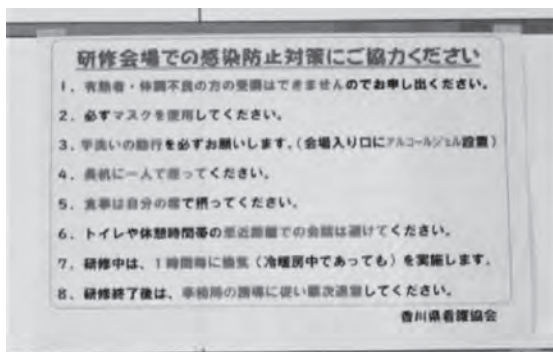 研修会場での感染防止対策にご協力ください
1. 有熱者・体調不良の方の受講はできませんのでお申し出ください。
2. 必ずマスクを使用してください。
3. 手洗いの励行を必ずお願いします。(会場入り口にアルコールジェル設置)
4. 長机に一人で座ってください。
5. 食事は自分の席で摂ってください。
6. トイレや休憩時間帯の至近距離での会話は避けてください。
7. 研修中は、1時間毎に換気(冷暖房中であっても)を実施します。
8. 研修終了後は、事務局の誘導に従い順次退室してください。
香川県看護協会